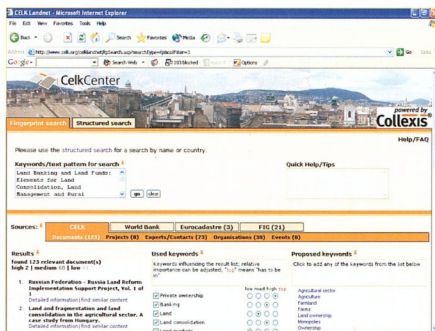 CELK Landnet - Microsoft Internet Explorer
File Edit View Favorites Tools Help
Back Search Favorites Media
Go
Google Search Web Options
CelkCenter
powered by
Collexis
Fingerprint search Structured search
Help/FAQ
Please use the structured search for a search by name or country.
Keywords/text pattern for search
Quick Help/Tips
Land Banking and Land Funds:
Elements for Land
Consolidation, Land
Management and Rural
go clear
Sources: CELK World Bank Eurocadastre (3) FIG (21)
Documents (123) Projects (8) Experts/Contacts (73) Organisations (38) Events (8)
Results
found 123 relevant document(s)
high 2 | medium 60 | low
Used keywords
Keywords influencing the result list; relative
importance can be adjusted, "top" means "has to be
in"
low med high top
Private ownership
Banking
Land
Land consolidation
Proposed keywords
Click to add any of the keywords from the list below
Agricultural sector
Agriculture
Farmland
Farms
Land ownership
Monopolies
Ownership
1. Russian Federation - Russia Land Reform
Implementation Support Project, Vol. 1 of
1
Detailed information|find similar content
2. Land and fragmentation and land
consolidation in the agricultural sector. A
case study from Hungary.
Detailed information|find similar content